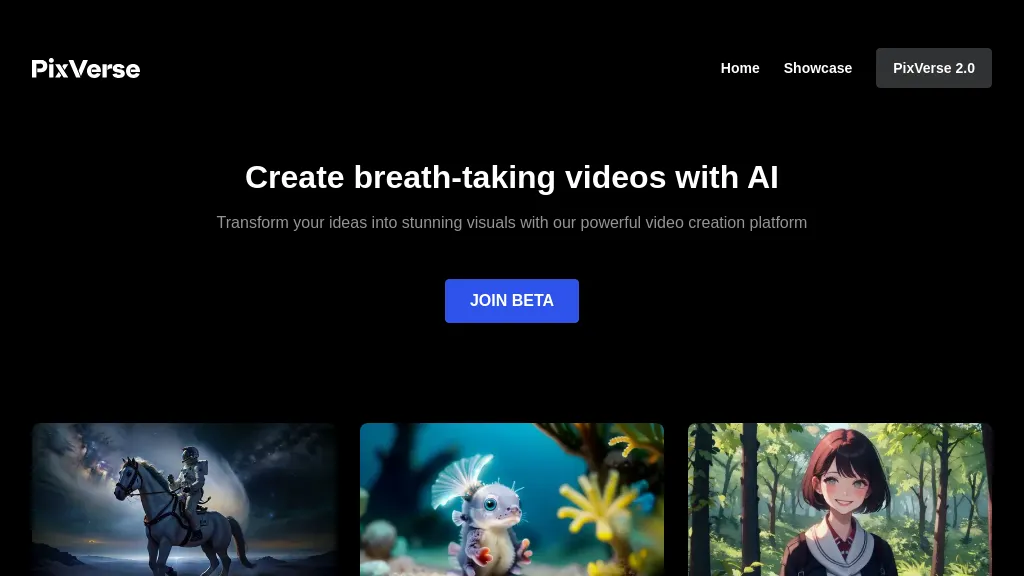 PixVerse
Home
Showcase
PixVerse 2.0
Create breath-taking videos with AI
Transform your ideas into stunning visuals with our powerful video creation platform
JOIN BETA